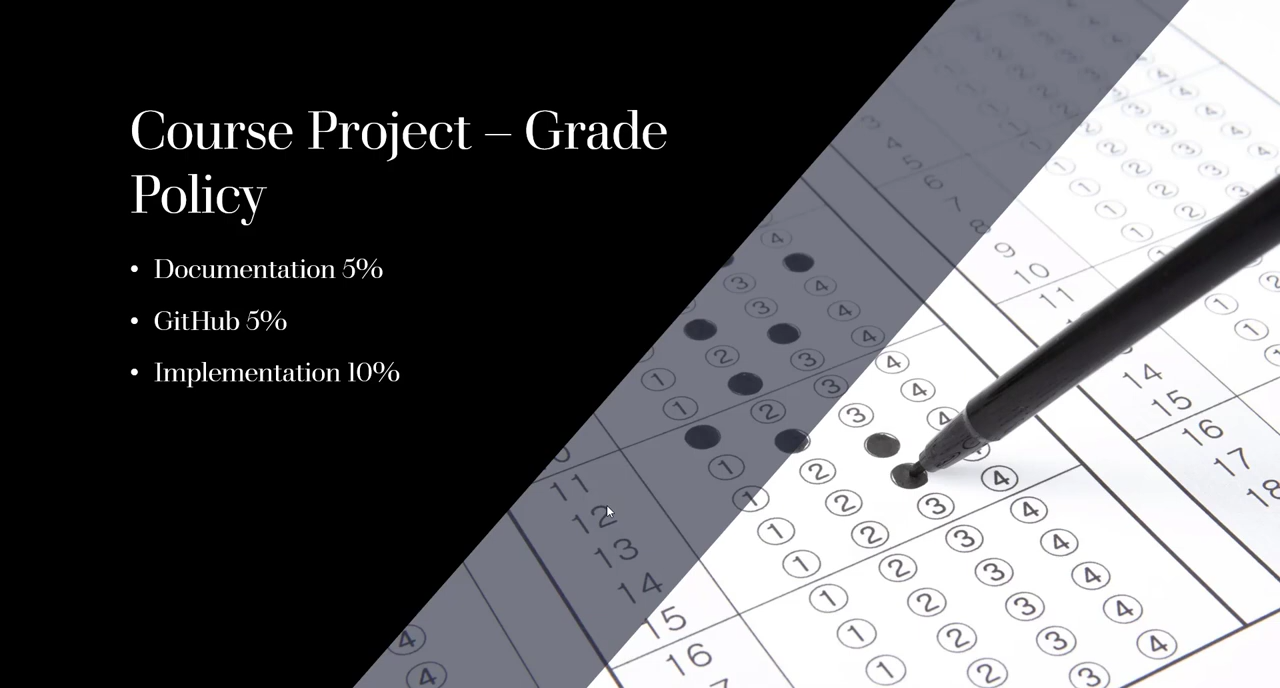 Course Project – Grade
Policy
• Documentation 5%
• GitHub 5%
• Implementation 10%